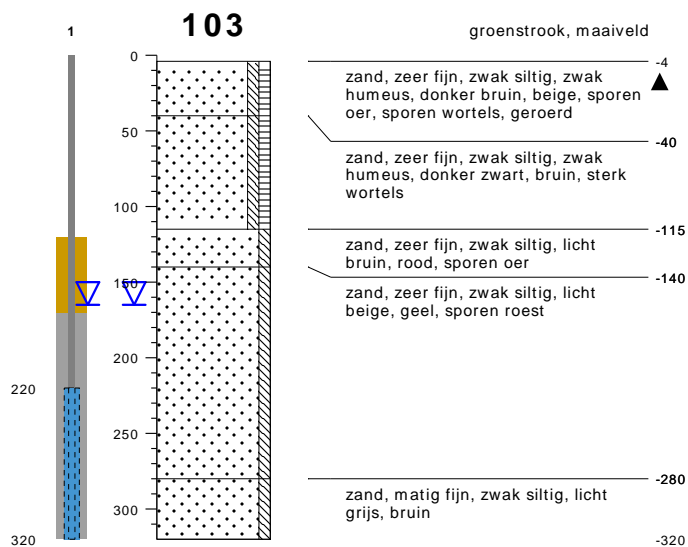 1
103
groenstrook, maaiveld
0
50
100
150
200
250
300
220
320
-4
zand, zeer fijn, zwak siltig, zwak
humeus, donker bruin, beige, sporen
oer, sporen wortels, geroerd
-40
zand, zeer fijn, zwak siltig, zwak
humeus, donker zwart, bruin, sterk
wortels
-115
zand, zeer fijn, zwak siltig, licht
bruin, rood, sporen oer
-140
zand, zeer fijn, zwak siltig, licht
beige, geel, sporen roest
-280
zand, matig fijn, zwak siltig, licht
grijs, bruin
-320